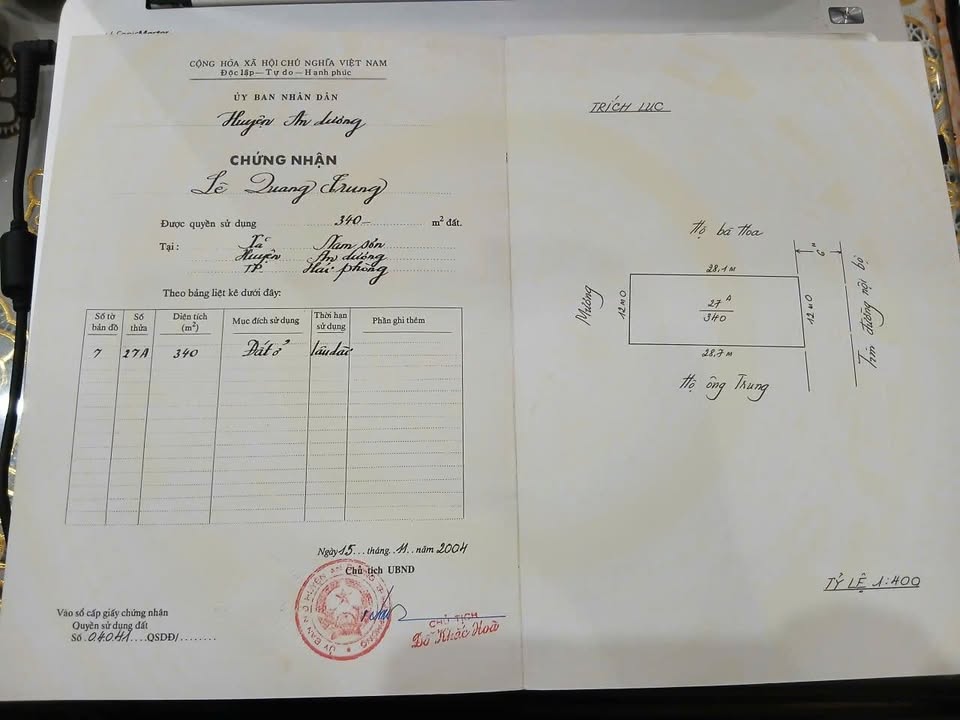 CỘNG HÒA XÃ HỘI CHỦ NGHĨA VIỆT NAM
Độc lập — Tự do — Hạnh phúc
ỦY BAN NHÂN DÂN
Huyện An dương
CHỨNG NHẬN
Lê Quang Trung
Được quyền sử dụng 340 m² đất.
Tại : Xã Nam sơn
Huyện An dương
TP Hải phòng
Theo bảng liệt kê dưới đây:
Số tờ bản đồ Số thửa Diện tích (m²) Mục đích sử dụng Thời hạn sử dụng Phần ghi thêm
7 27A 340 Đất ở lâu dài
Ngày 15 tháng 11 năm 2004
Chủ tịch UBND
CHỦ TỊCH
Đỗ Khắc Hoà
Vào sổ cấp giấy chứng nhận
Quyền sử dụng đất
Số 04041 QSDĐ/
TRÍCH LỤC
Hộ bà Hoa
28.1 M
6M
Mương
12 M0
27A
340
12 M0
Tim đường nội bộ
28.7 M
Hộ ông Trung
TỶ LỆ 1:400